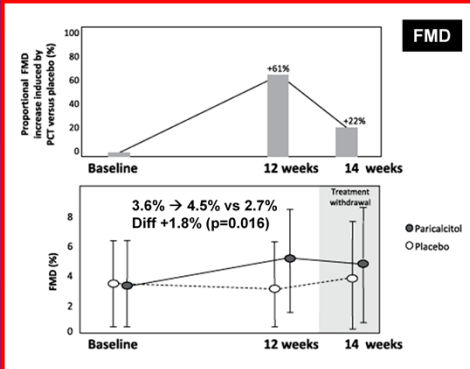 FMD
Proportional FMD
increase induced by
PCT versus placebo (%)
100
80
60
40
20
0
+61%
+22%
Baseline
12 weeks
14 weeks
3.6% → 4.5% vs 2.7%
Diff +1.8% (p=0.016)
Treatment
withdrawal
Paricalcitol
Placebo
FMD (%)
8
6
4
2
0
Baseline
12 weeks
14 weeks